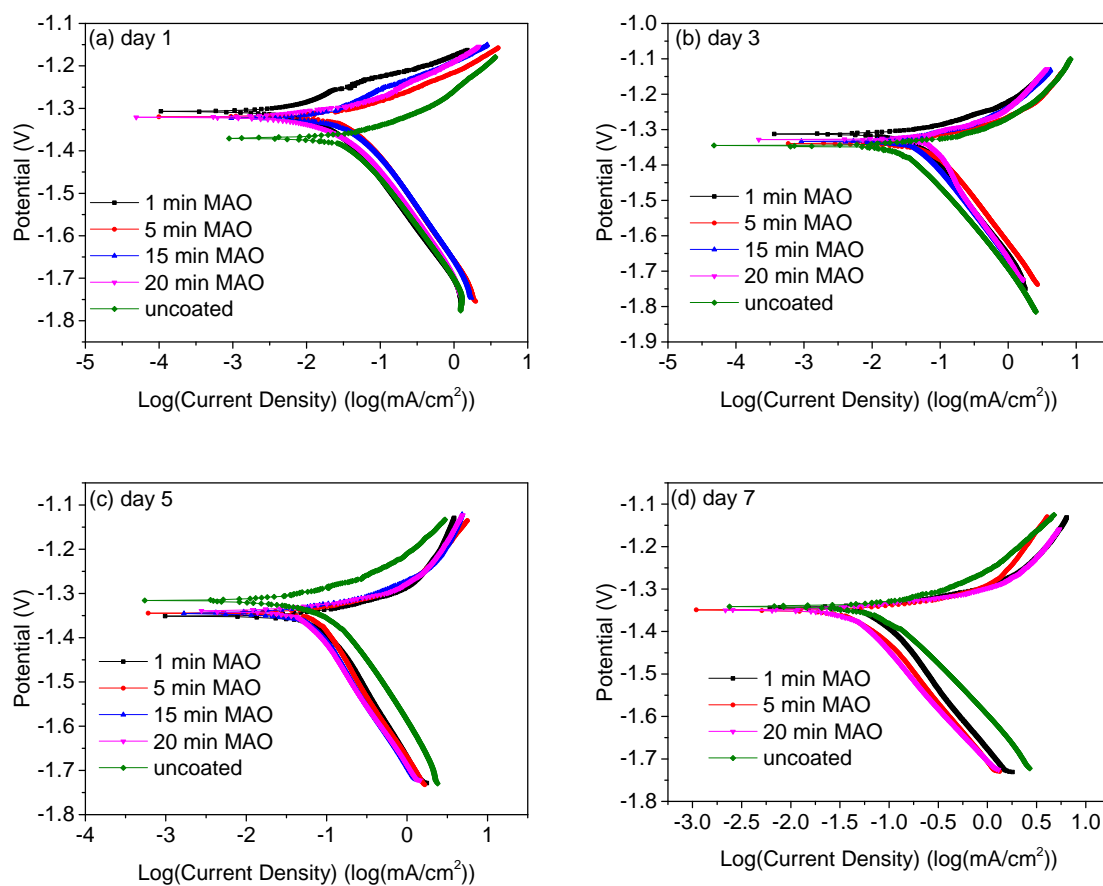 (a) day 1
Potential (V)
-1.1
-1.2
-1.3
-1.4
-1.5
-1.6
-1.7
-1.8
1 min MAO
5 min MAO
15 min MAO
20 min MAO
uncoated
-5 -4 -3 -2 -1 0 1
Log(Current Density) (log(mA/cm²))
(b) day 3
Potential (V)
-1.0
-1.1
-1.2
-1.3
-1.4
-1.5
-1.6
-1.7
-1.8
-1.9
1 min MAO
5 min MAO
15 min MAO
20 min MAO
uncoated
-5 -4 -3 -2 -1 0 1
Log(Current Density) (log(mA/cm²))
(c) day 5
Potential (V)
-1.1
-1.2
-1.3
-1.4
-1.5
-1.6
-1.7
-1.8
1 min MAO
5 min MAO
15 min MAO
20 min MAO
uncoated
-4 -3 -2 -1 0 1
Log(Current Density) (log(mA/cm²))
(d) day 7
Potential (V)
-1.1
-1.2
-1.3
-1.4
-1.5
-1.6
-1.7
-1.8
1 min MAO
5 min MAO
20 min MAO
uncoated
-3.0 -2.5 -2.0 -1.5 -1.0 -0.5 0.0 0.5 1.0
Log(Current Density) (log(mA/cm²))